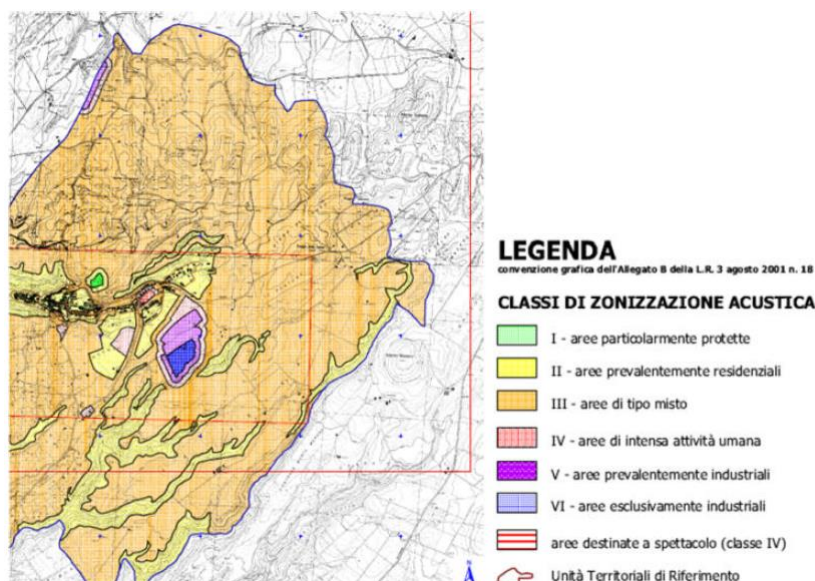 LEGENDA
convenzione grafica dell'Allegato B della L.R. 3 agosto 2001 n. 18
CLASSI DI ZONIZZAZIONE ACUSTICA
I - aree particolarmente protette
II - aree prevalentemente residenziali
III - aree di tipo misto
IV - aree di intensa attività umana
V - aree prevalentemente industriali
VI - aree esclusivamente industriali
aree destinate a spettacolo (classe IV)
Unità Territoriali di Riferimento